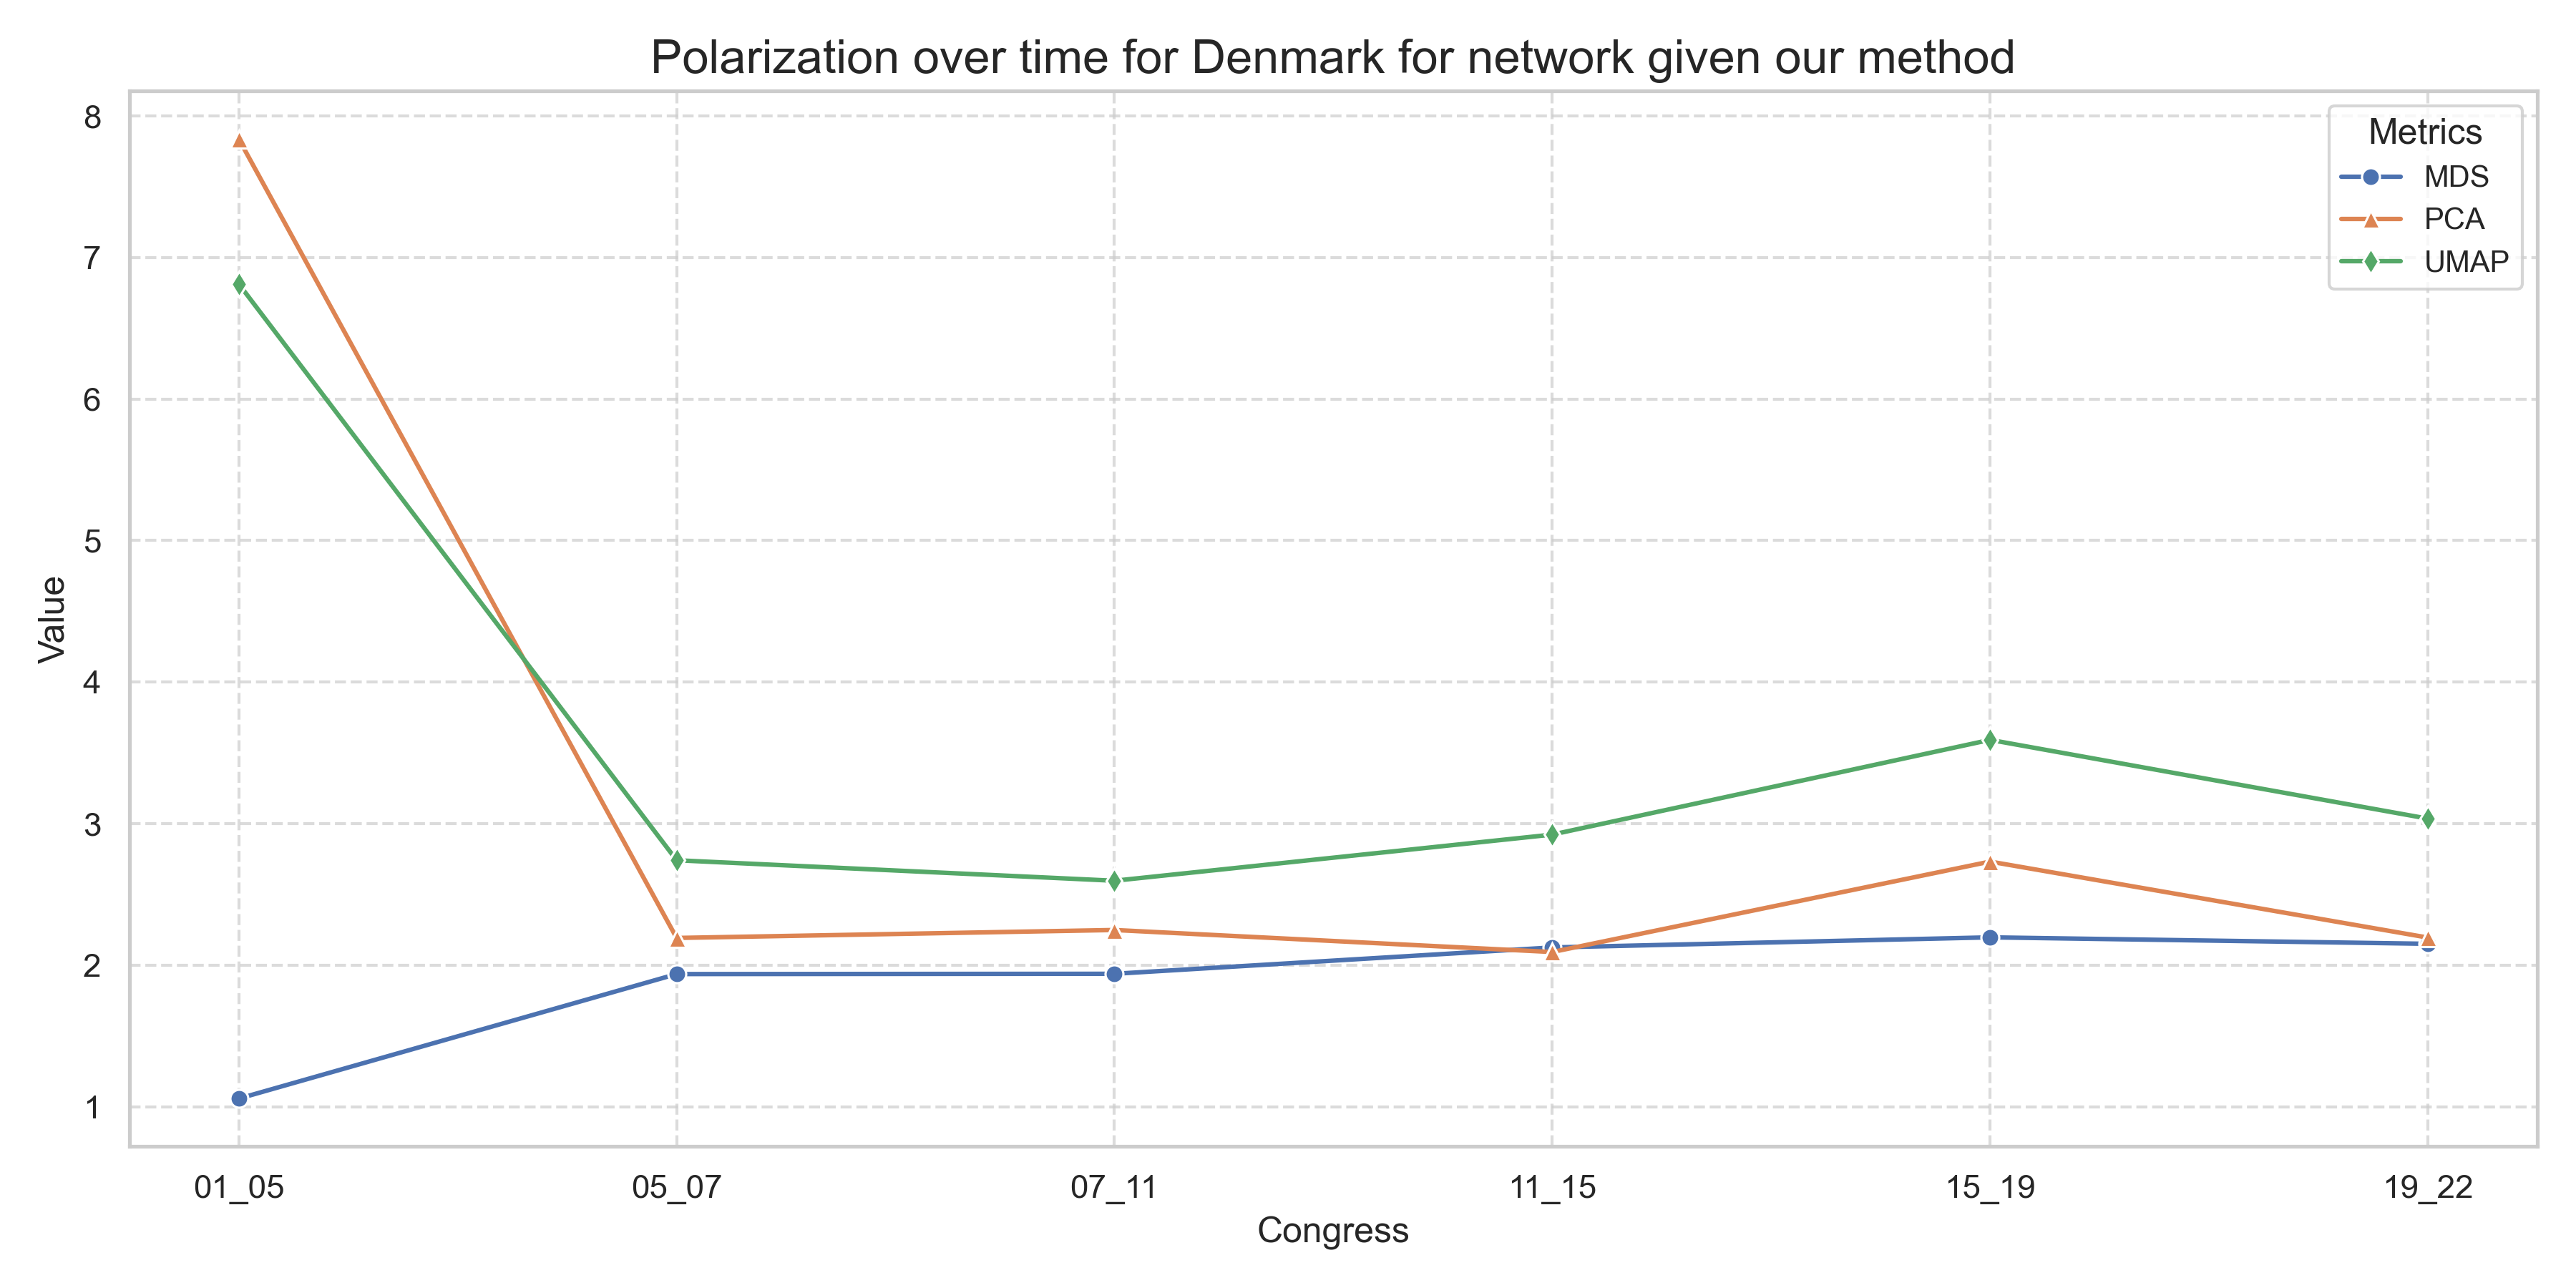 Polarization over time for Denmark for network given our method
Metrics
MDS
PCA
UMAP
Value
8
7
6
5
4
3
2
1
01_05
05_07
07_11
11_15
15_19
19_22
Congress